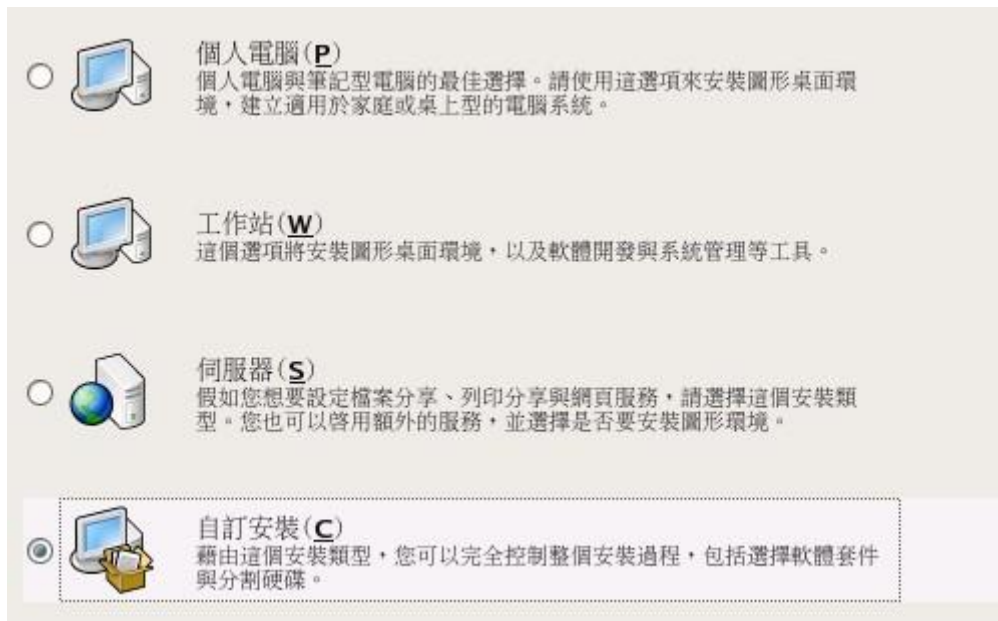 個人電腦(P)
個人電腦與筆記型電腦的最佳選擇。請使用這選項來安裝圖形桌面環
境，建立適用於家庭或桌上型的電腦系統。
工作站(W)
這個選項將安裝圖形桌面環境，以及軟體開發與系統管理等工具。
伺服器(S)
假如您想要設定檔案分享、列印分享與網頁服務，請選擇這個安裝類
型。您也可以啓用額外的服務，並選擇是否要安裝圖形環境。
自訂安裝(C)
藉由這個安裝類型，您可以完全控制整個安裝過程，包括選擇軟體套件
與分割硬碟。